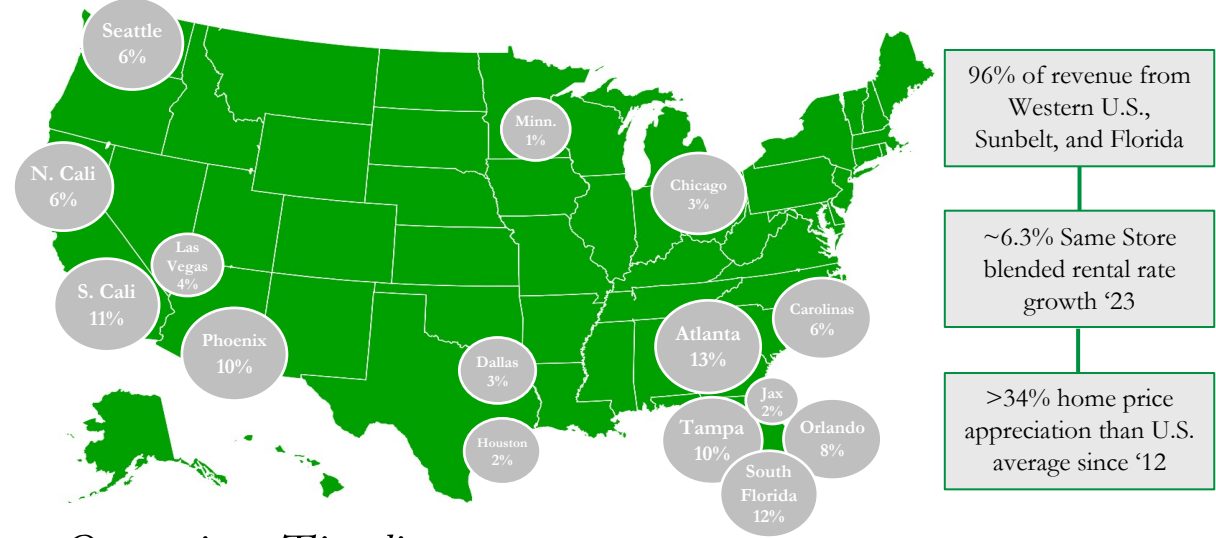 Seattle
6%
Minn.
1%
N. Cali
6%
Chicago
3%
Las
Vegas
4%
S. Cali
11%
Phoenix
10%
Dallas
3%
Houston
2%
Atlanta
13%
Carolinas
6%
Jax
2%
Tampa
10%
Orlando
8%
South
Florida
12%
96% of revenue from
Western U.S.,
Sunbelt, and Florida
~6.3% Same Store
blended rental rate
growth ‘23
>34% home price
appreciation than U.S.
average since ‘12